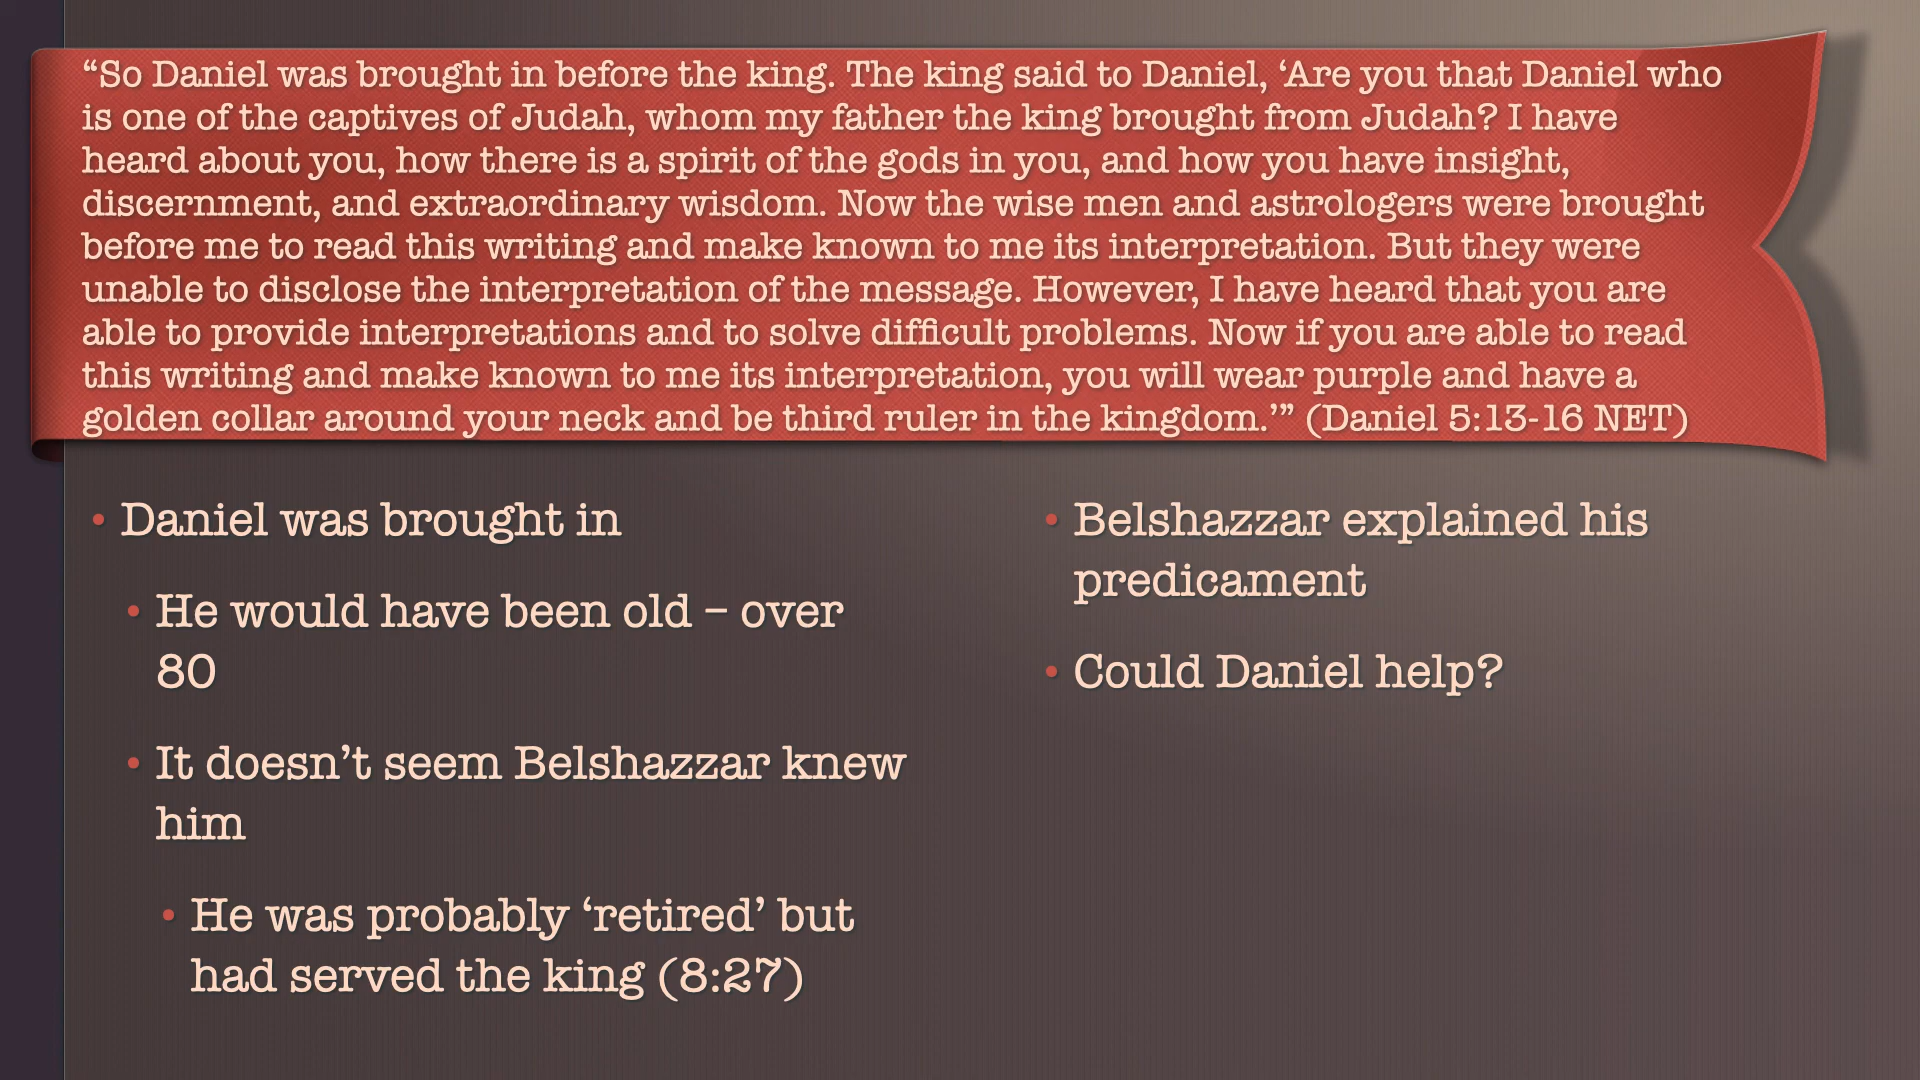 “So Daniel was brought in before the king. The king said to Daniel, ‘Are you that Daniel who
is one of the captives of Judah, whom my father the king brought from Judah? I have
heard about you, how there is a spirit of the gods in you, and how you have insight,
discernment, and extraordinary wisdom. Now the wise men and astrologers were brought
before me to read this writing and make known to me its interpretation. But they were
unable to disclose the interpretation of the message. However, I have heard that you are
able to provide interpretations and to solve difficult problems. Now if you are able to read
this writing and make known to me its interpretation, you will wear purple and have a
golden collar around your neck and be third ruler in the kingdom.’” (Daniel 5:13-16 NET)
• Daniel was brought in
• He would have been old – over
80
• It doesn’t seem Belshazzar knew
him
• He was probably ‘retired’ but
had served the king (8:27)
• Belshazzar explained his
predicament
• Could Daniel help?